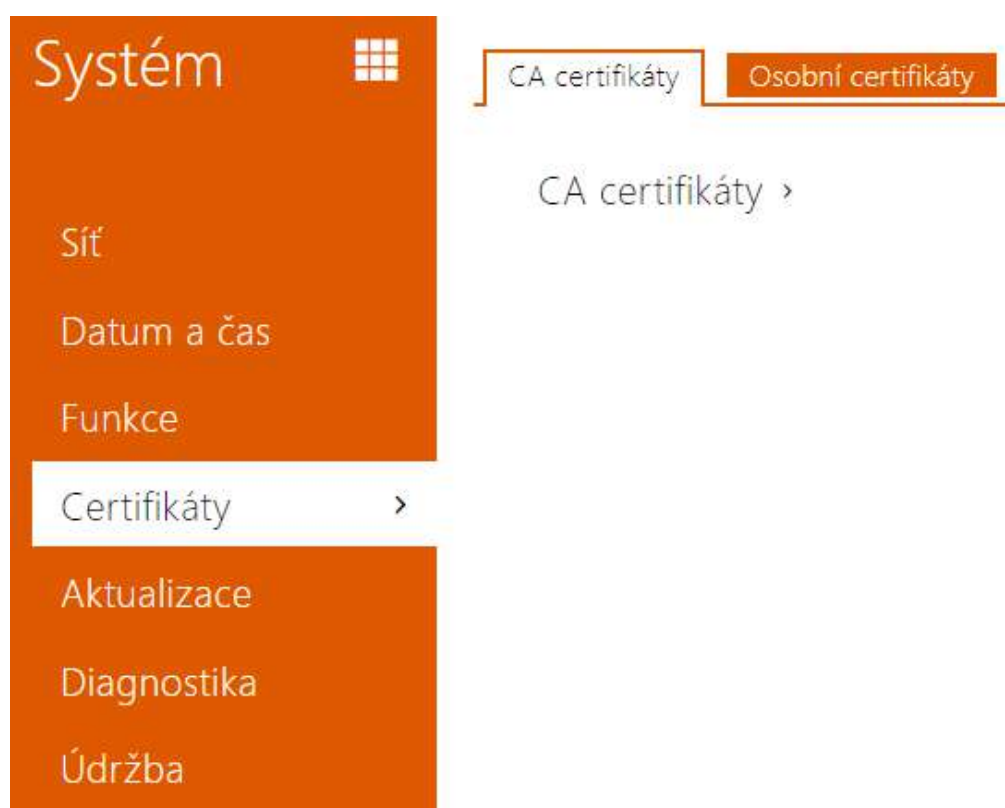 Systém
Síť
Datum a čas
Funkce
Certifikáty
Aktualizace
Diagnostika
Údržba
CA certifikáty
Osobní certifikáty
CA certifikáty